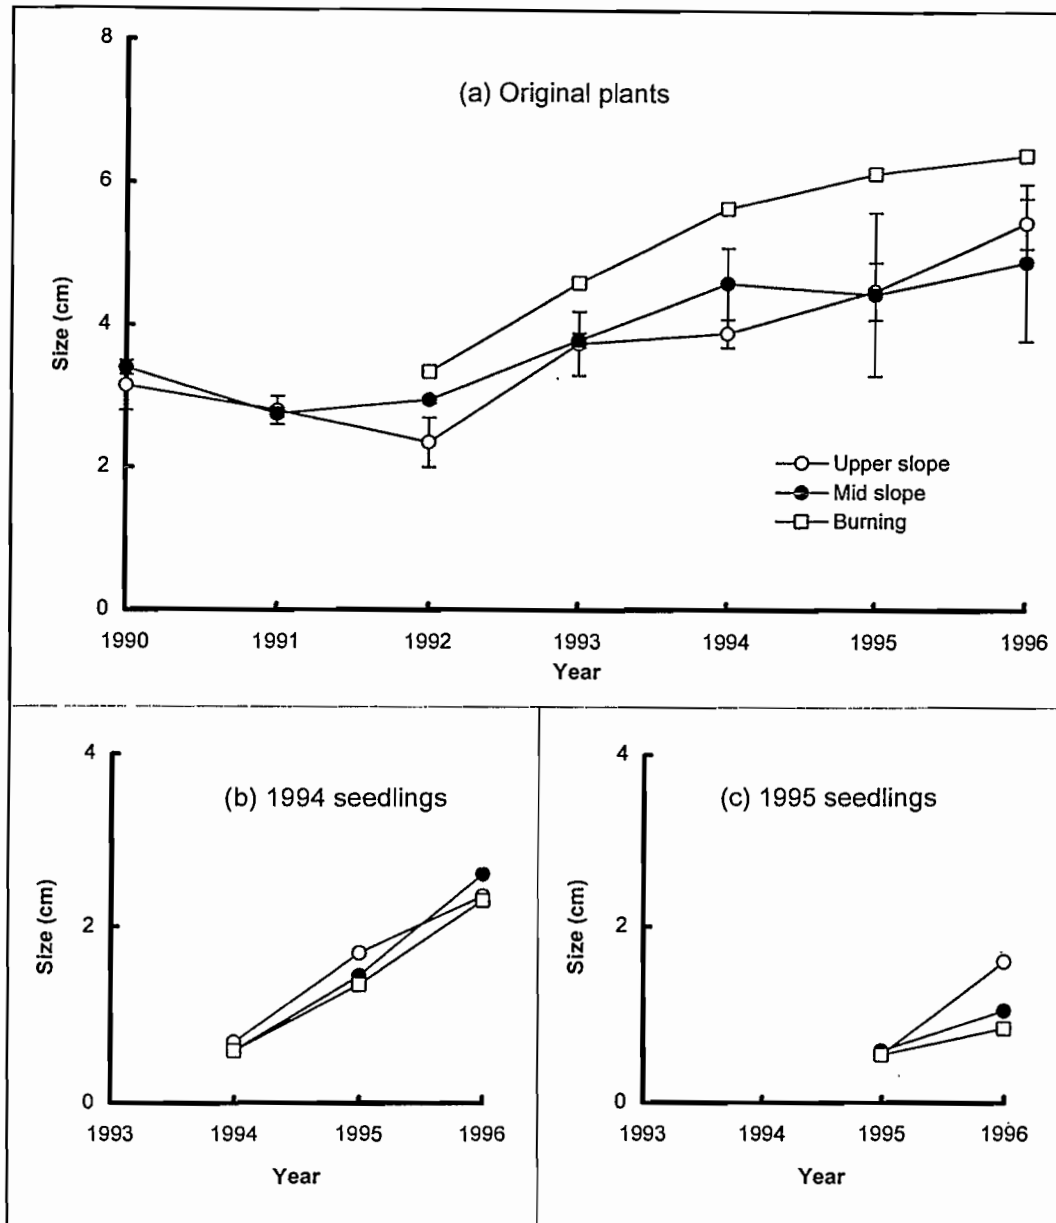 8
(a) Original plants
6
Size (cm)
4
2
Upper slope
Mid slope
Burning
0
1990 1991 1992 1993 1994 1995 1996
Year
4
(b) 1994 seedlings
Size (cm)
2
0
1993 1994 1995 1996
Year
4
(c) 1995 seedlings
Size (cm)
2
0
1993 1994 1995 1996
Year